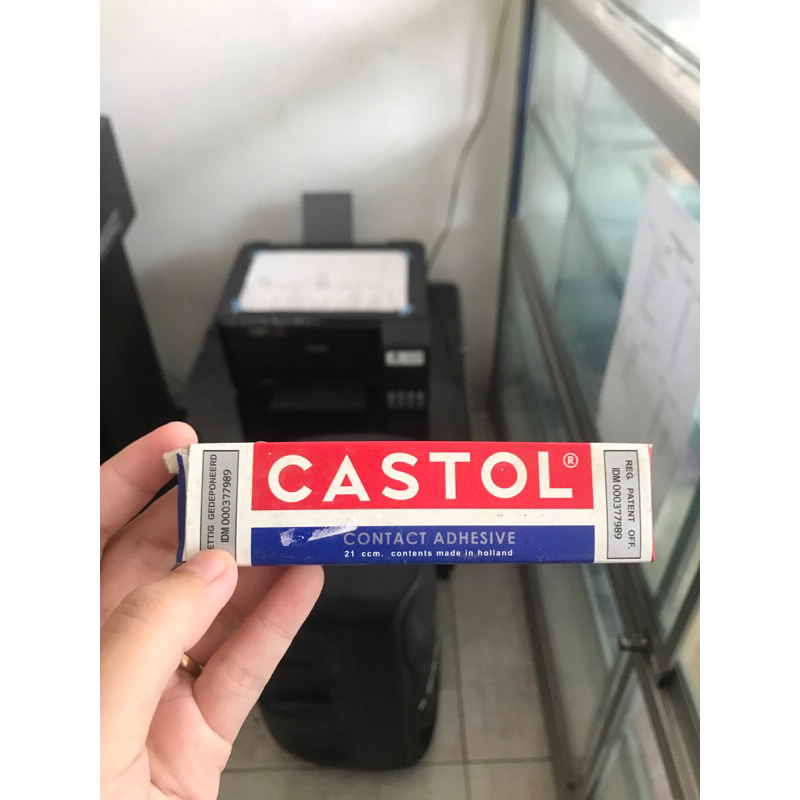 ETTIG GEDEPONEERD
IDM 000377989
CASTOL®
CONTACT ADHESIVE
21 ccm. contents made in holland
REG. PATENT OFF.
IDM 000377989